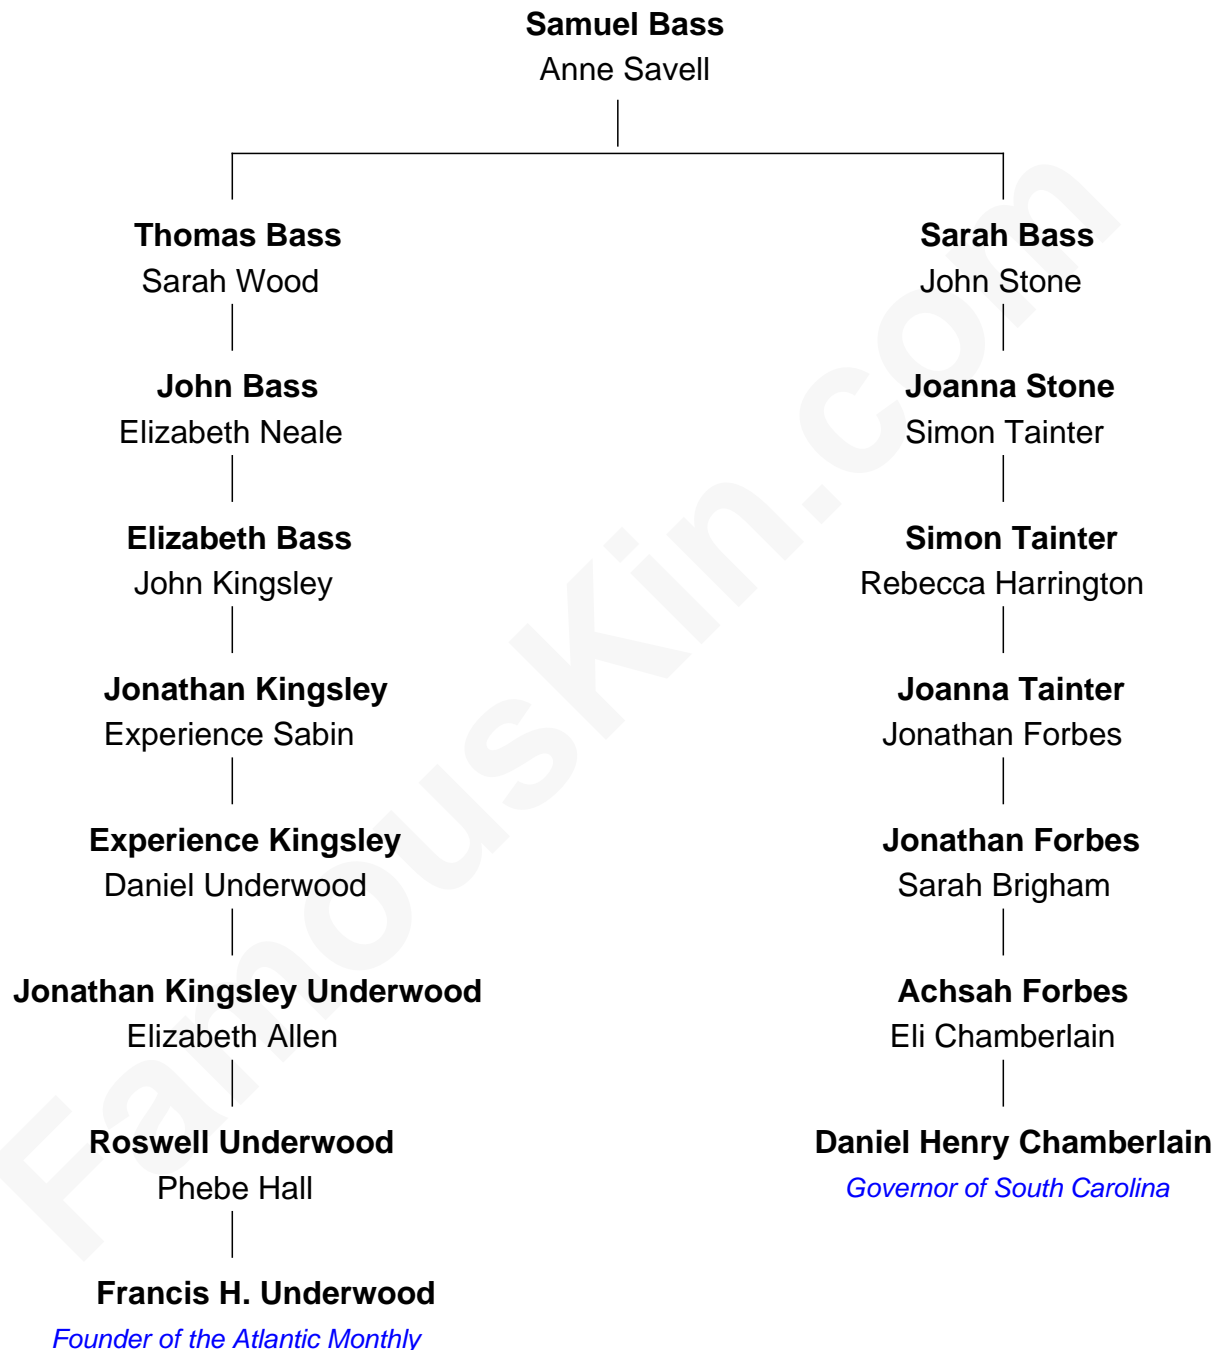 Samuel Bass
Anne Savell
Thomas Bass
Sarah Wood
John Bass
Elizabeth Neale
Elizabeth Bass
John Kingsley
Jonathan Kingsley
Experience Sabin
Experience Kingsley
Daniel Underwood
Jonathan Kingsley Underwood
Elizabeth Allen
Roswell Underwood
Phebe Hall
Francis H. Underwood
Founder of the Atlantic Monthly
Sarah Bass
John Stone
Joanna Stone
Simon Tainter
Simon Tainter
Rebecca Harrington
Joanna Tainter
Jonathan Forbes
Jonathan Forbes
Sarah Brigham
Achsah Forbes
Eli Chamberlain
Daniel Henry Chamberlain
Governor of South Carolina
FamousKin.com